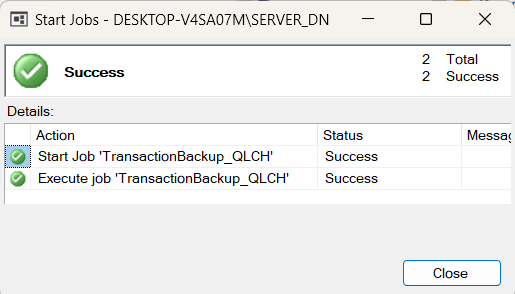 Start Jobs - DESKTOP-V4SA07M\SERVER_DN
Success
2 Total
2 Success
Details:
Action Status Messag
Start Job 'TransactionBackup_QLCH' Success
Execute job 'TransactionBackup_QLCH' Success
Close